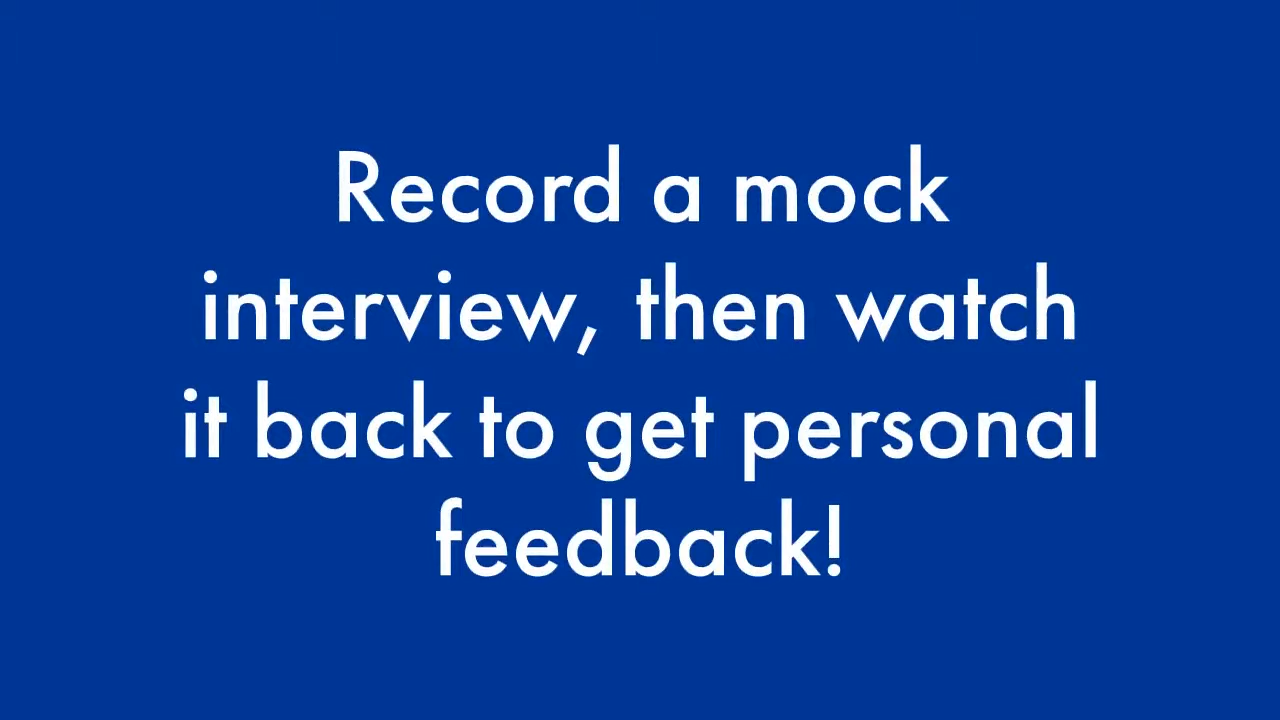 Record a mock
interview, then watch
it back to get personal
feedback!